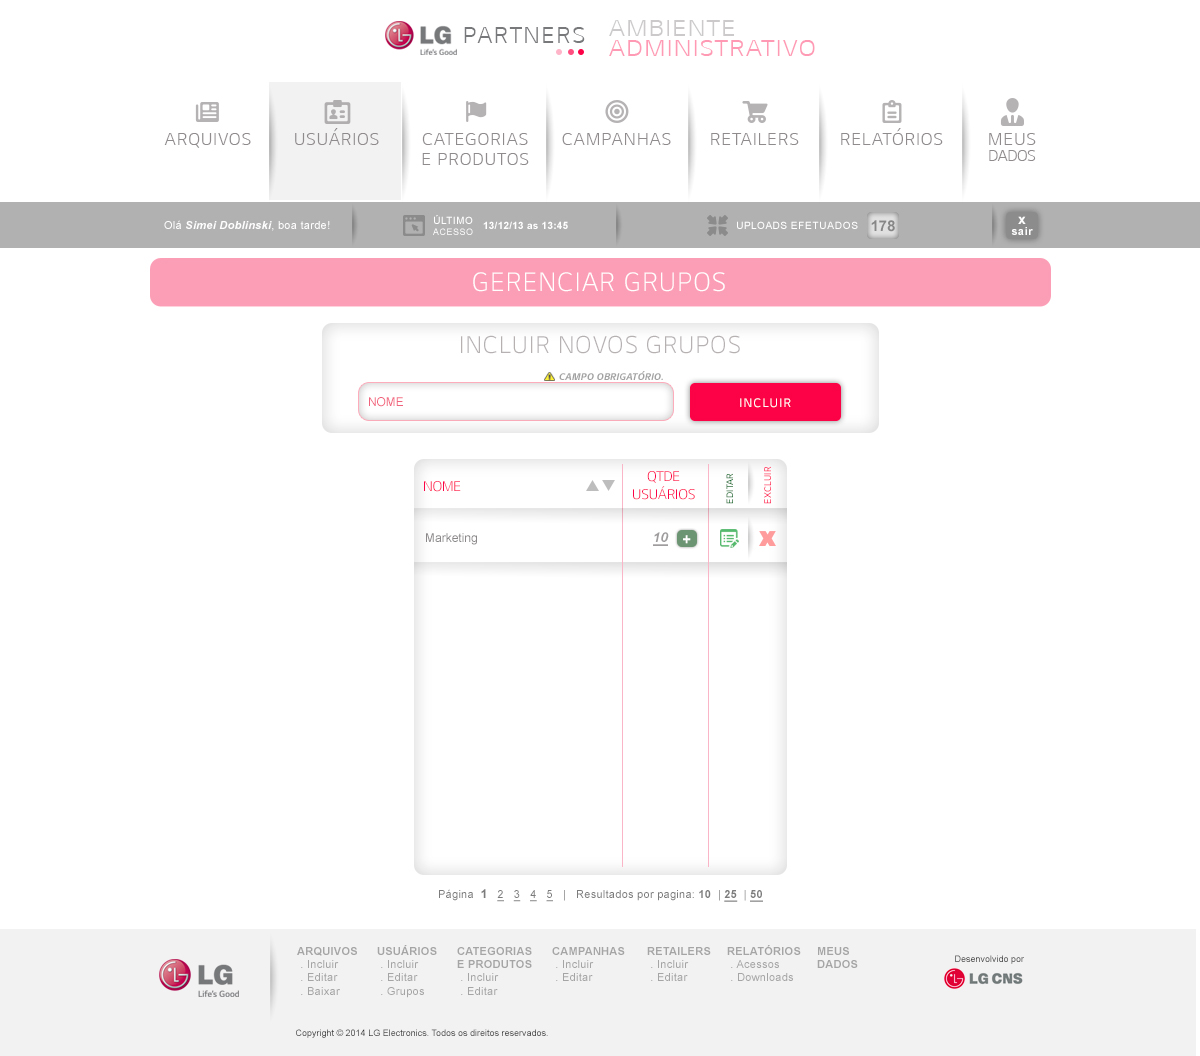 LG PARTNERS
Life's Good
AMBIENTE
ADMINISTRATIVO
ARQUIVOS
USUÁRIOS
CATEGORIAS
E PRODUTOS
CAMPANHAS
RETAILERS
RELATÓRIOS
MEUS
DADOS
Olá Simei Doblinski, boa tarde!
ÚLTIMO
ACESSO
13/12/13 as 13:45
UPLOADS EFETUADOS 178
x
sair
GERENCIAR GRUPOS
INCLUIR NOVOS GRUPOS
CAMPO OBRIGATÓRIO.
NOME
INCLUIR
NOME
QTDE
USUÁRIOS
EDITAR
EXCLUIR
Marketing 10 + X
Página 1 2 3 4 5 | Resultados por pagina: 10 | 25 | 50
LG
Life's Good
ARQUIVOS
. Incluir
. Editar
. Baixar
USUÁRIOS
. Incluir
. Editar
. Grupos
CATEGORIAS
E PRODUTOS
. Incluir
. Editar
CAMPANHAS
. Incluir
. Editar
RETAILERS
. Incluir
. Editar
RELATÓRIOS
. Acessos
. Downloads
MEUS
DADOS
Desenvolvido por
LG CNS
Copyright © 2014 LG Electronics. Todos os direitos reservados.